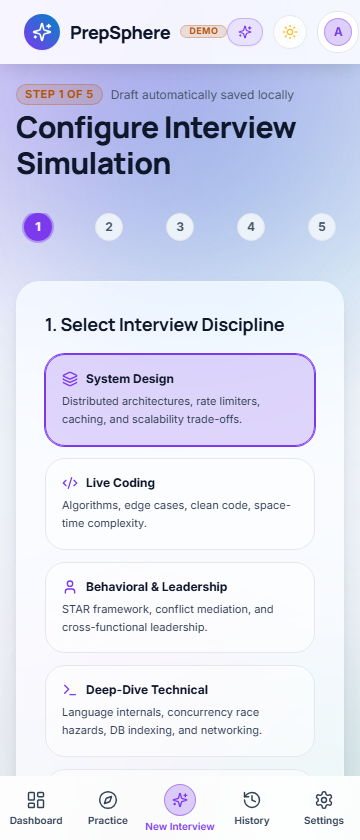 PrepSphere DEMO A
STEP 1 OF 5 Draft automatically saved locally
Configure Interview
Simulation
1 2 3 4 5
1. Select Interview Discipline
System Design
Distributed architectures, rate limiters,
caching, and scalability trade-offs.
Live Coding
Algorithms, edge cases, clean code, space-
time complexity.
Behavioral & Leadership
STAR framework, conflict mediation, and
cross-functional leadership.
Deep-Dive Technical
Language internals, concurrency race
hazards, DB indexing, and networking.
Dashboard Practice New Interview History Settings